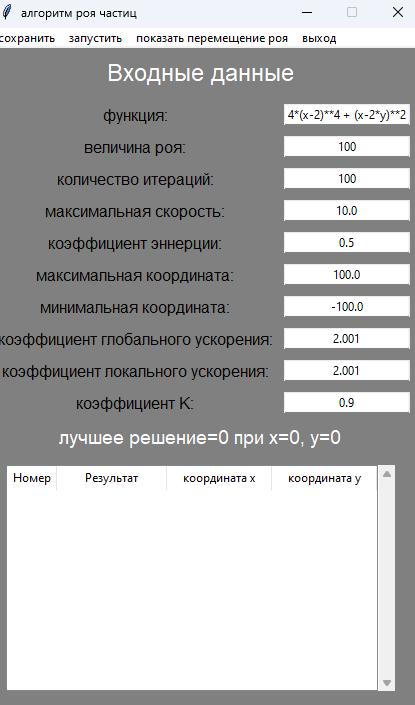 алгоритм роя частиц
сохранить запустить показать перемещение роя выход
Входные данные
функция: 4*(x-2)**4 + (x-2*y)**2
величина роя: 100
количество итераций: 100
максимальная скорость: 10.0
коэффициент эннерции: 0.5
максимальная координата: 100.0
минимальная координата: -100.0
коэффициент глобального ускорения: 2.001
коэффициент локального ускорения: 2.001
коэффициент K: 0.9
лучшее решение=0 при x=0, y=0
Номер Результат координата x координата y